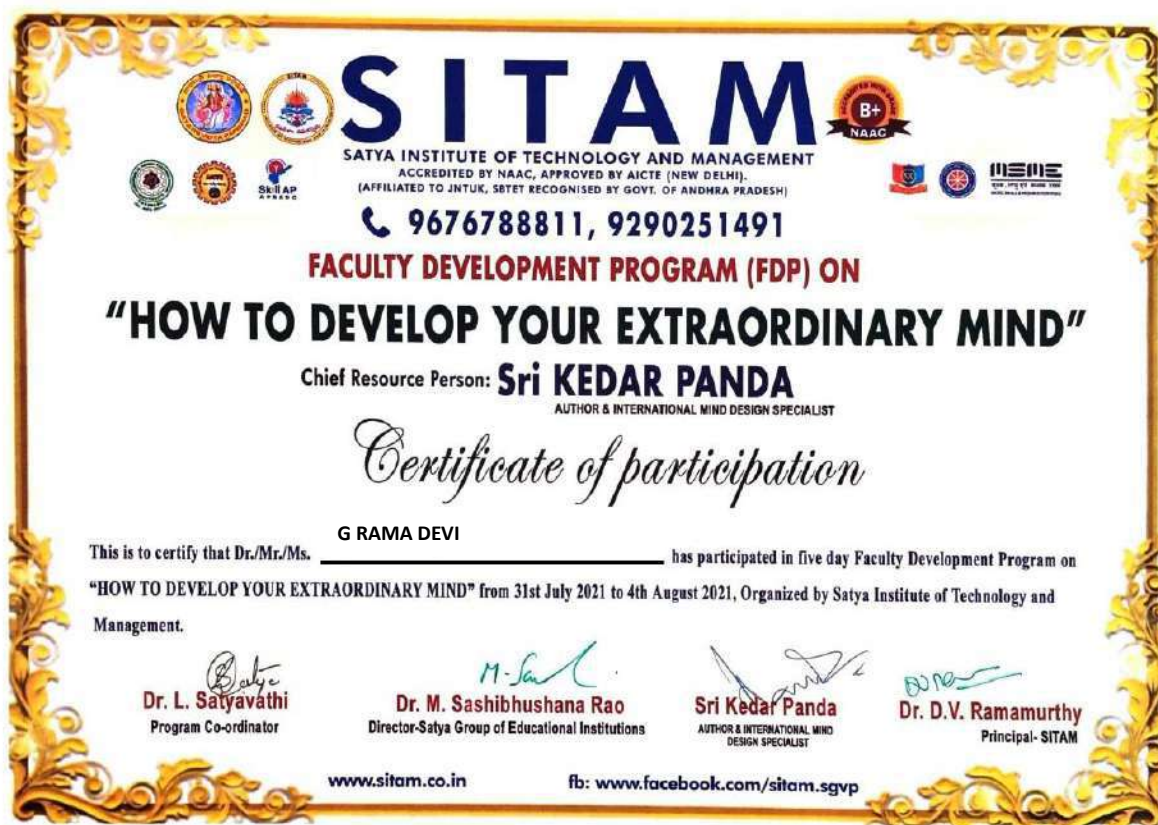 SITAM
B+
NAAC
SATYA INSTITUTE OF TECHNOLOGY AND MANAGEMENT
ACCREDITED BY NAAC, APPROVED BY AICTE (NEW DELHI).
(AFFILIATED TO JNTUK, SBTET RECOGNISED BY GOVT. OF ANDHRA PRADESH)
Skill AP
MSME
9676788811, 9290251491
FACULTY DEVELOPMENT PROGRAM (FDP) ON
"HOW TO DEVELOP YOUR EXTRAORDINARY MIND"
Chief Resource Person: Sri KEDAR PANDA
AUTHOR & INTERNATIONAL MIND DESIGN SPECIALIST
Certificate of participation
G RAMA DEVI
This is to certify that Dr./Mr./Ms. has participated in five day Faculty Development Program on
"HOW TO DEVELOP YOUR EXTRAORDINARY MIND" from 31st July 2021 to 4th August 2021, Organized by Satya Institute of Technology and
Management.
Dr. L. Satyavathi
Program Co-ordinator
Dr. M. Sashibhushana Rao
Director-Satya Group of Educational Institutions
Sri Kedar Panda
AUTHOR & INTERNATIONAL MIND
DESIGN SPECIALIST
Dr. D.V. Ramamurthy
Principal- SITAM
www.sitam.co.in
fb: www.facebook.com/sitam.sgvp